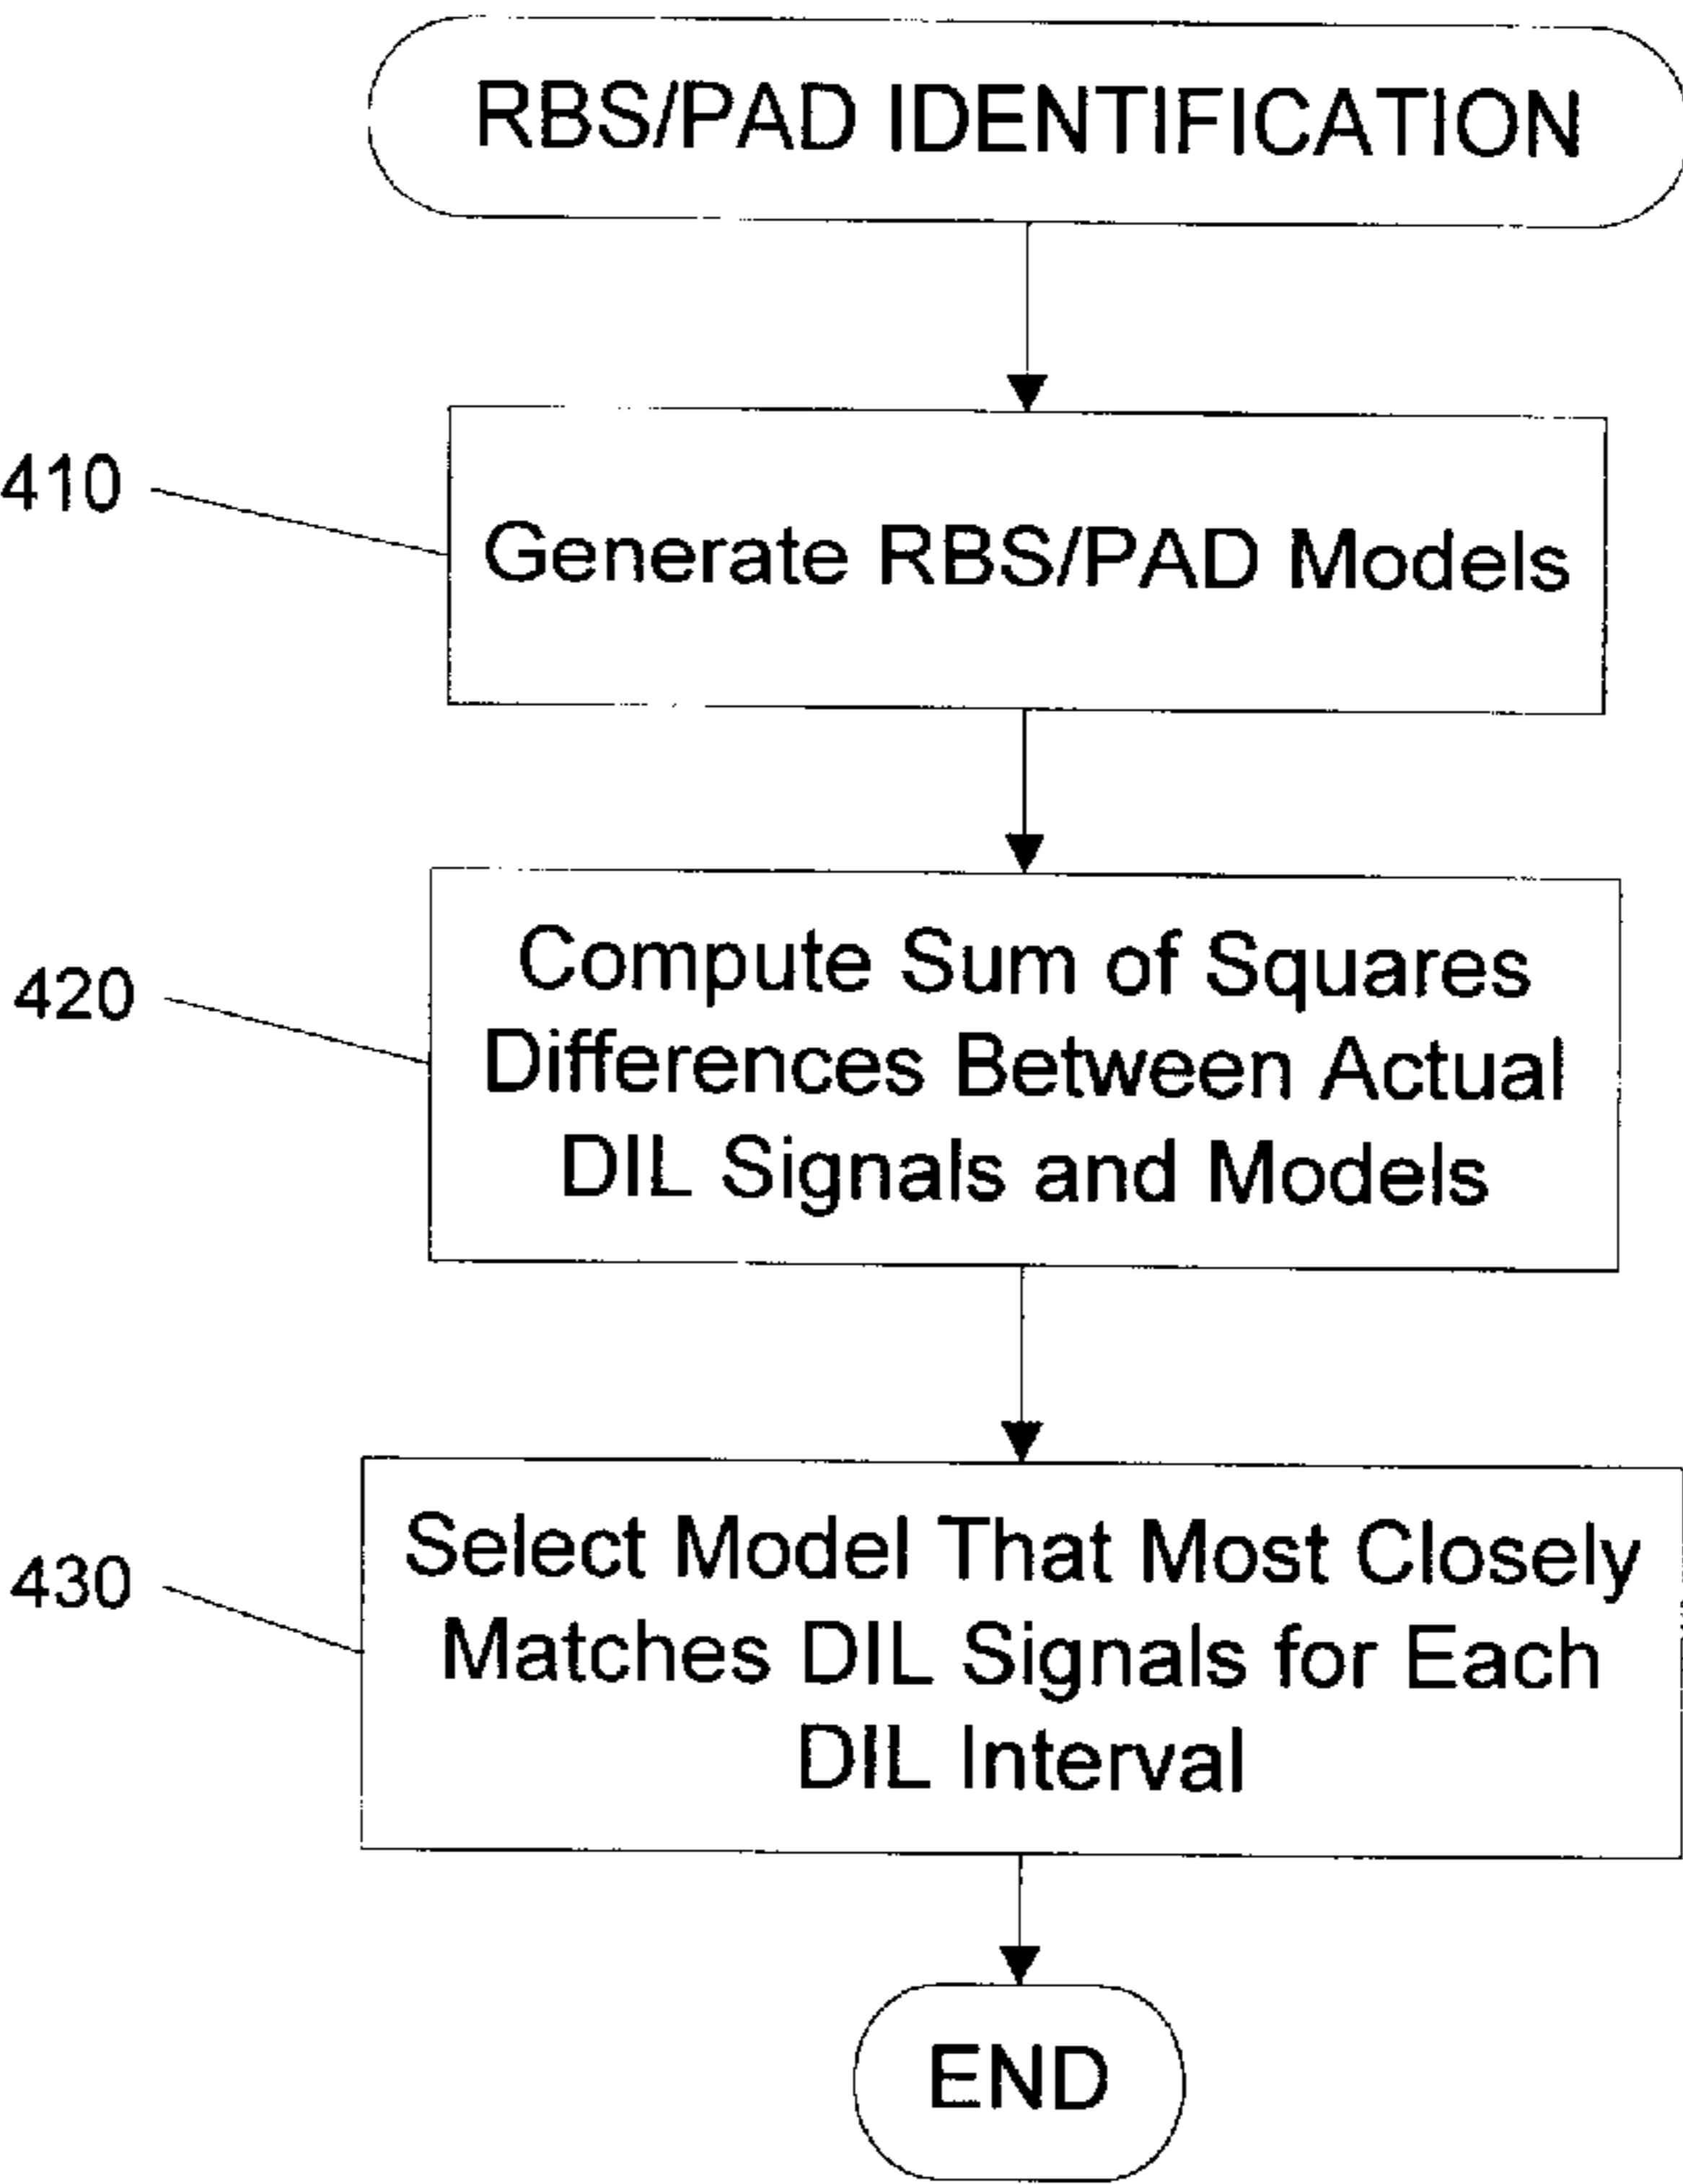 RBS/PAD IDENTIFICATION
410
Generate RBS/PAD Models
420
Compute Sum of Squares
Differences Between Actual
DIL Signals and Models
430
Select Model That Most Closely
Matches DIL Signals for Each
DIL Interval
END